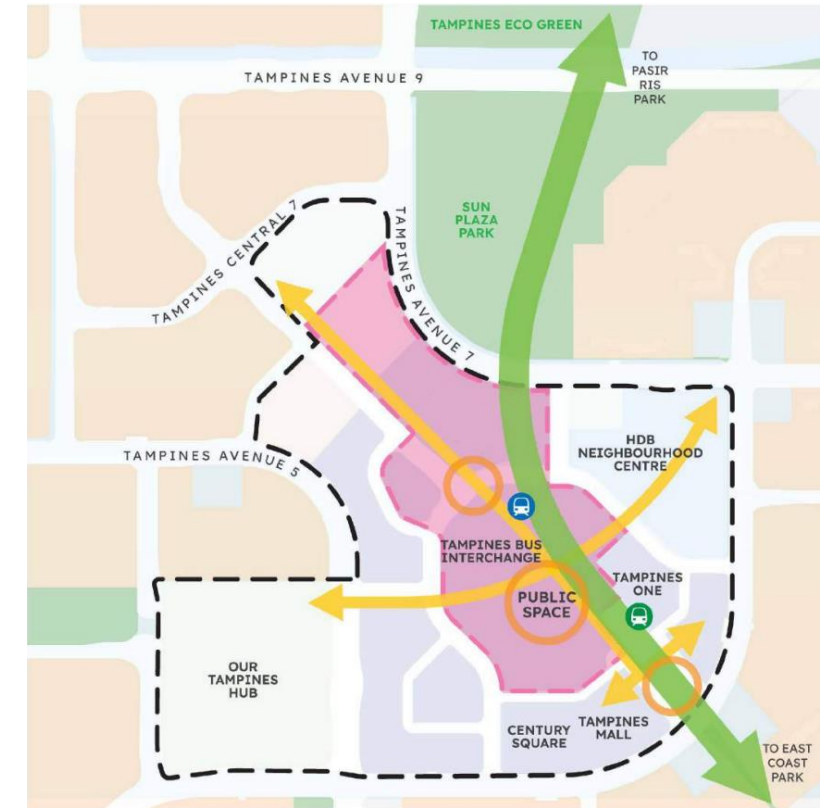 TAMPINES ECO GREEN
TO
PASIR
RIS
PARK
TAMPINES AVENUE 9
SUN
PLAZA
PARK
TAMPINES CENTRAL 7
TAMPINES AVENUE 7
HDB
NEIGHBOURHOOD
CENTRE
TAMPINES AVENUE 5
TAMPINES BUS
INTERCHANGE
TAMPINES
ONE
PUBLIC
SPACE
OUR
TAMPINES
HUB
CENTURY
SQUARE
TAMPINES
MALL
TO EAST
COAST
PARK